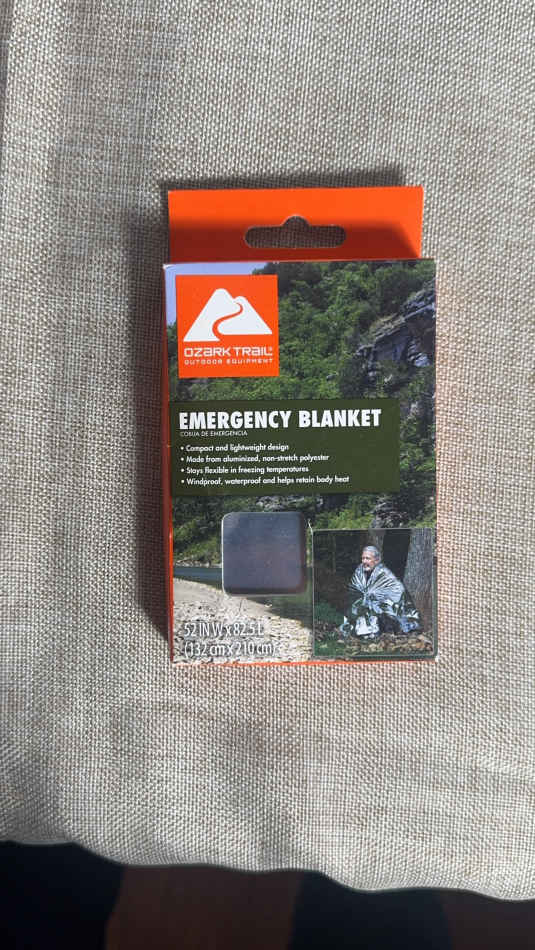 OZARK TRAIL®
OUTDOOR EQUIPMENT
EMERGENCY BLANKET
COBIJA DE EMERGENCIA
• Compact and lightweight design
• Made from aluminized, non-stretch polyester
• Stays flexible in freezing temperatures
• Windproof, waterproof and helps retain body heat
52 IN W x 82.5 L
(132 cm x 210 cm)